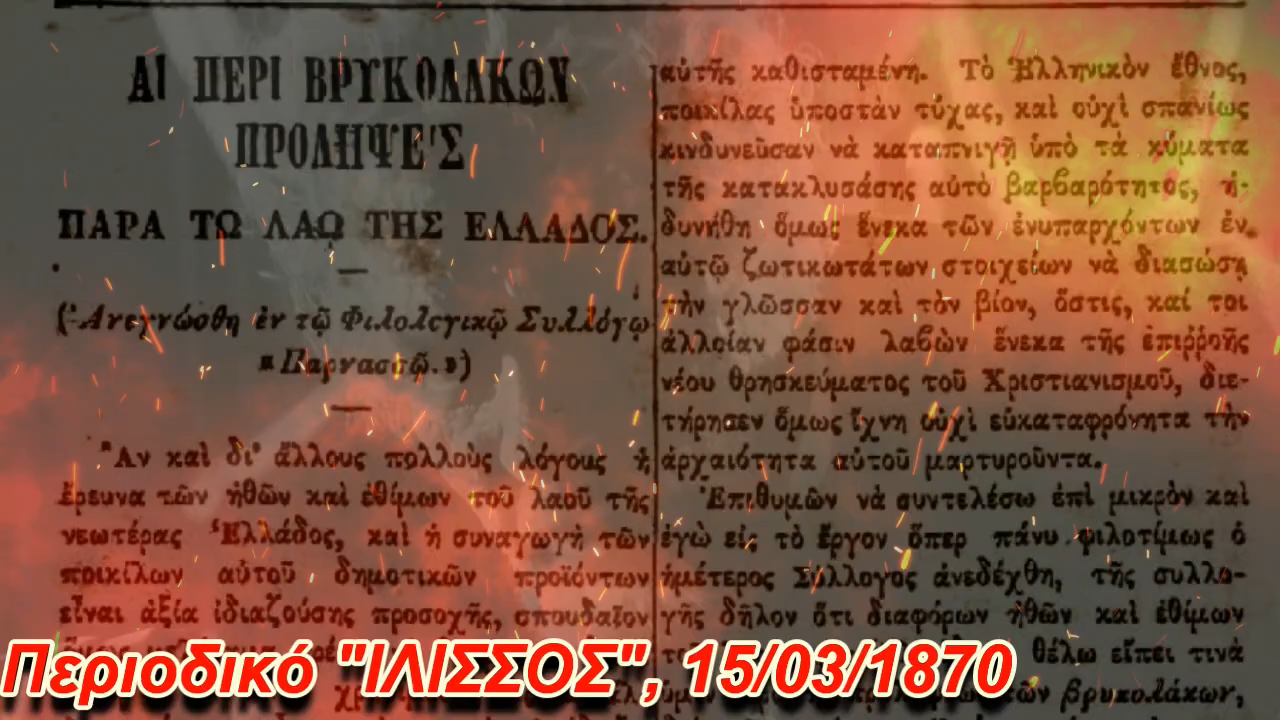 ΑΙ ΠΕΡΙ ΒΡΥΚΟΛΑΚΩΝ
ΠΡΟΛΗΨΕΙΣ
ΠΑΡΑ ΤΩ ΛΑΩ ΤΗΣ ΕΛΛΑΔΟΣ.
(Ἀνεγνώσθη ἐν τῷ Φιλολογικῷ Συλλόγῳ
«Παρνασσῷ.»)
Ἂν καὶ δι' ἄλλους πολλοὺς λόγους ἡ
ἔρευνα τῶν ἠθῶν καὶ ἐθίμων τοῦ λαοῦ τῆς
νεωτέρας Ἑλλάδος, καὶ ἡ συναγωγὴ τῶν
ποικίλων αὐτοῦ δημοτικῶν προϊόντων
εἶναι ἀξία ἰδιαζούσης προσοχῆς, σπουδαῖον
αὐτῆς καθισταμένη. Τὸ Ἑλληνικὸν ἔθνος,
ποικίλας ὑποστὰν τύχας, καὶ οὐχὶ σπανίως
κινδυνεῦσαν νὰ καταπνιγῇ ὑπὸ τὰ κύματα
τῆς κατακλυσάσης αὐτὸ βαρβαρότητος, ἠ-
δυνήθη ὅμως ἕνεκα τῶν ἐνυπαρχόντων ἐν
αὐτῷ ζωτικωτάτων στοιχείων νὰ διασώσῃ
τὴν γλῶσσαν καὶ τὸν βίον, ὅστις, καί τοι
ἀλλοίαν φάσιν λαβὼν ἕνεκα τῆς ἐπιῤῥοῆς
νέου θρησκεύματος τοῦ Χριστιανισμοῦ, διε-
τήρησεν ὅμως ἴχνη οὐχὶ εὐκαταφρόνητα τὴν
ἀρχαιότητα αὐτοῦ μαρτυροῦντα.
Ἐπιθυμῶν νὰ συντελέσω ἐπὶ μικρὸν καὶ
ἐγὼ εἰς τὸ ἔργον ὅπερ πάνυ φιλοτίμως ὁ
ἡμέτερος Σύλλογος ἀνεδέχθη, τῆς συλλο-
γῆς δῆλον ὅτι διαφόρων ἠθῶν καὶ ἐθίμων
θέλω εἴπει τινὰ
βρυκολάκων,
Περιοδικό "ΙΛΙΣΣΟΣ", 15/03/1870